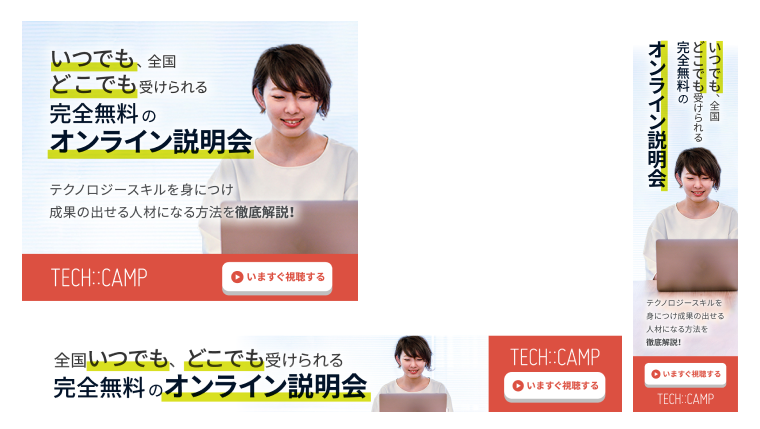 いつでも、全国
どこでも受けられる
完全無料の
オンライン説明会
テクノロジースキルを身につけ
成果の出せる人材になる方法を徹底解説!
TECH::CAMP
いますぐ視聴する
全国いつでも、どこでも受けられる
完全無料のオンライン説明会
TECH::CAMP
いますぐ視聴する
いつでも、全国
どこでも受けられる
完全無料の
オンライン説明会
テクノロジースキルを
身につけ成果の出せる
人材になる方法を
徹底解説!
いますぐ視聴する
TECH::CAMP